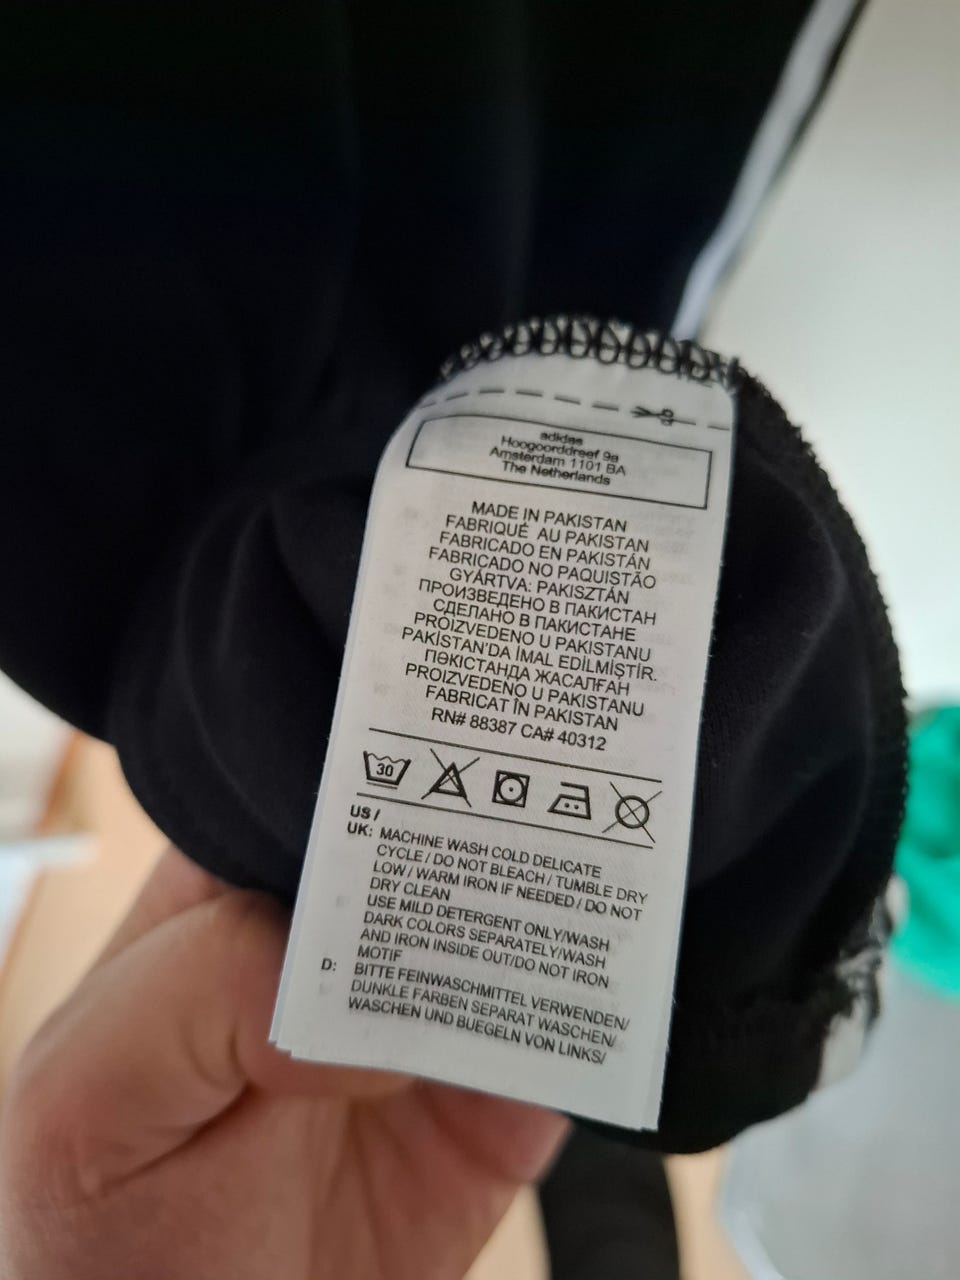 adidas
Hoogoorddreef 9a
Amsterdam 1101 BA
The Netherlands
MADE IN PAKISTAN
FABRIQUÉ AU PAKISTAN
FABRICADO EN PAKISTÁN
FABRICADO NO PAQUISTÃO
GYÁRTVA: PAKISZTÁN
ПРОИЗВЕДЕНО В ПАКИСТАН
СДЕЛАНО В ПАКИСТАНЕ
PROIZVEDENO U PAKISTANU
PAKİSTAN'DA İMAL EDİLMİŞTİR.
ПӘКІСТАНДА ЖАСАЛҒАН
PROIZVEDENO U PAKISTANU
FABRICAT ÎN PAKISTAN
RN# 88387 CA# 40312
30
US /
UK: MACHINE WASH COLD DELICATE
CYCLE / DO NOT BLEACH / TUMBLE DRY
LOW / WARM IRON IF NEEDED / DO NOT
DRY CLEAN
USE MILD DETERGENT ONLY/WASH
DARK COLORS SEPARATELY/WASH
AND IRON INSIDE OUT/DO NOT IRON
MOTIF
D: BITTE FEINWASCHMITTEL VERWENDEN/
DUNKLE FARBEN SEPARAT WASCHEN/
WASCHEN UND BUEGELN VON LINKS/